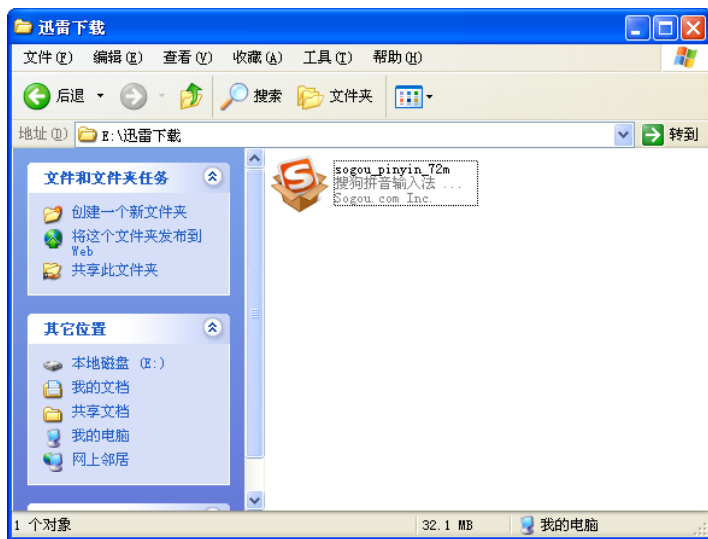 迅雷下载
文件(F) 编辑(E) 查看(V) 收藏(A) 工具(T) 帮助(H)
后退 搜索 文件夹
地址(D) E:\迅雷下载 转到
文件和文件夹任务
创建一个新文件夹
将这个文件夹发布到
Web
共享此文件夹
其它位置
本地磁盘 (E:)
我的文档
共享文档
我的电脑
网上邻居
sogou_pinyin_72m
搜狗拼音输入法 ...
Sogou.com Inc.
1 个对象 32.1 MB 我的电脑